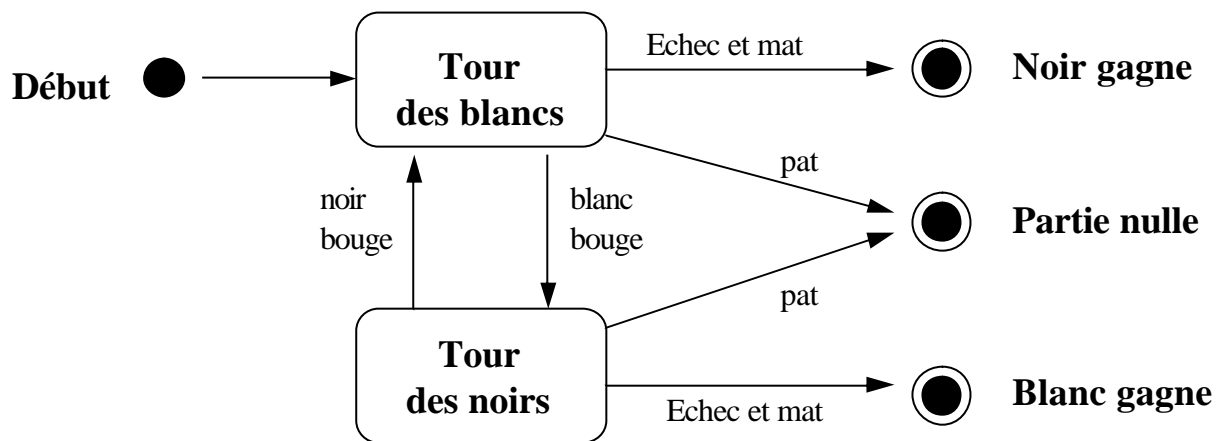 Début
Tour
des blancs
Echec et mat
Noir gagne
pat
noir
bouge
blanc
bouge
Partie nulle
pat
Tour
des noirs
Echec et mat
Blanc gagne